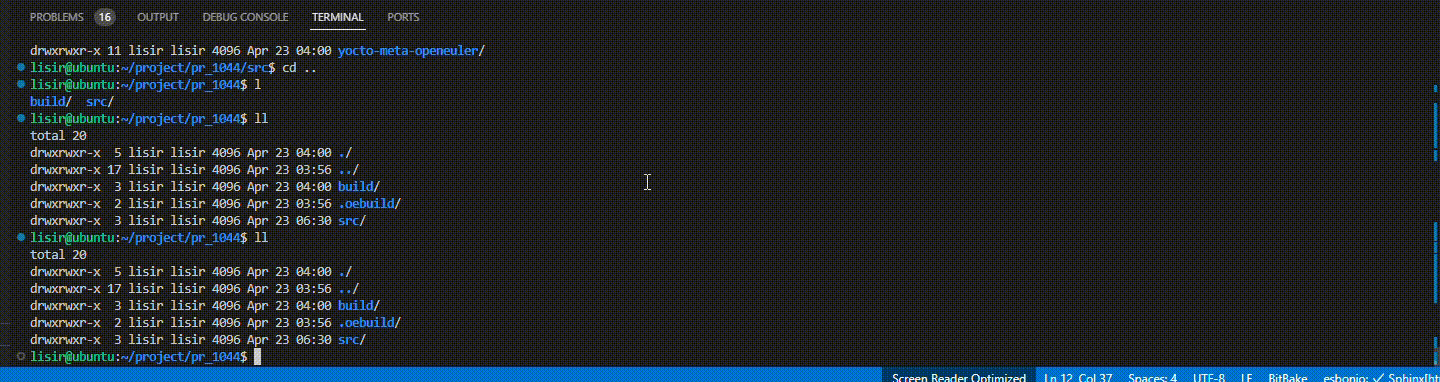 PROBLEMS 16 OUTPUT DEBUG CONSOLE TERMINAL PORTS
drwxrwxr-x 11 lisir lisir 4096 Apr 23 04:00 yocto-meta-openeuler/
lisir@ubuntu:~/project/pr_1044/src$ cd ..
lisir@ubuntu:~/project/pr_1044$ l
build/  src/
lisir@ubuntu:~/project/pr_1044$ ll
total 20
drwxrwxr-x  5 lisir lisir 4096 Apr 23 04:00 ./
drwxrwxr-x 17 lisir lisir 4096 Apr 23 03:56 ../
drwxrwxr-x  3 lisir lisir 4096 Apr 23 04:00 build/
drwxrwxr-x  2 lisir lisir 4096 Apr 23 03:56 .oebuild/
drwxrwxr-x  3 lisir lisir 4096 Apr 23 06:30 src/
lisir@ubuntu:~/project/pr_1044$ ll
total 20
drwxrwxr-x  5 lisir lisir 4096 Apr 23 04:00 ./
drwxrwxr-x 17 lisir lisir 4096 Apr 23 03:56 ../
drwxrwxr-x  3 lisir lisir 4096 Apr 23 04:00 build/
drwxrwxr-x  2 lisir lisir 4096 Apr 23 03:56 .oebuild/
drwxrwxr-x  3 lisir lisir 4096 Apr 23 06:30 src/
lisir@ubuntu:~/project/pr_1044$
Screen Reader Optimized Ln 12, Col 37 Spaces: 4 UTF-8 LF BitBake esbonio: